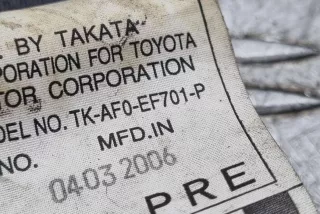 . BY TAKATA
PORATION FOR TOYOTA
TOR CORPORATION
DEL NO. TK-AF0-EF701-P
NO. MFD.IN
0403 2006
PRE